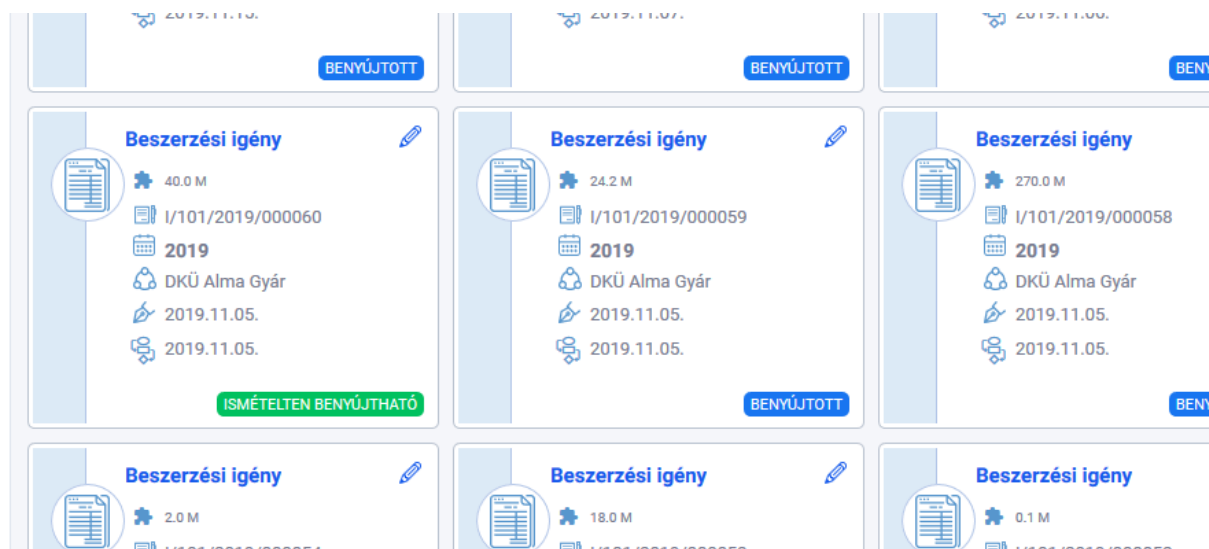 BENYÚJTOTT
BENYÚJTOTT
Beszerzési igény
40.0 M
I/101/2019/000060
2019
DKÜ Alma Gyár
2019.11.05.
2019.11.05.
ISMÉTELTEN BENYÚJTHATÓ
Beszerzési igény
24.2 M
I/101/2019/000059
2019
DKÜ Alma Gyár
2019.11.05.
2019.11.05.
BENYÚJTOTT
Beszerzési igény
270.0 M
I/101/2019/000058
2019
DKÜ Alma Gyár
2019.11.05.
2019.11.05.
Beszerzési igény
2.0 M
Beszerzési igény
18.0 M
Beszerzési igény
0.1 M